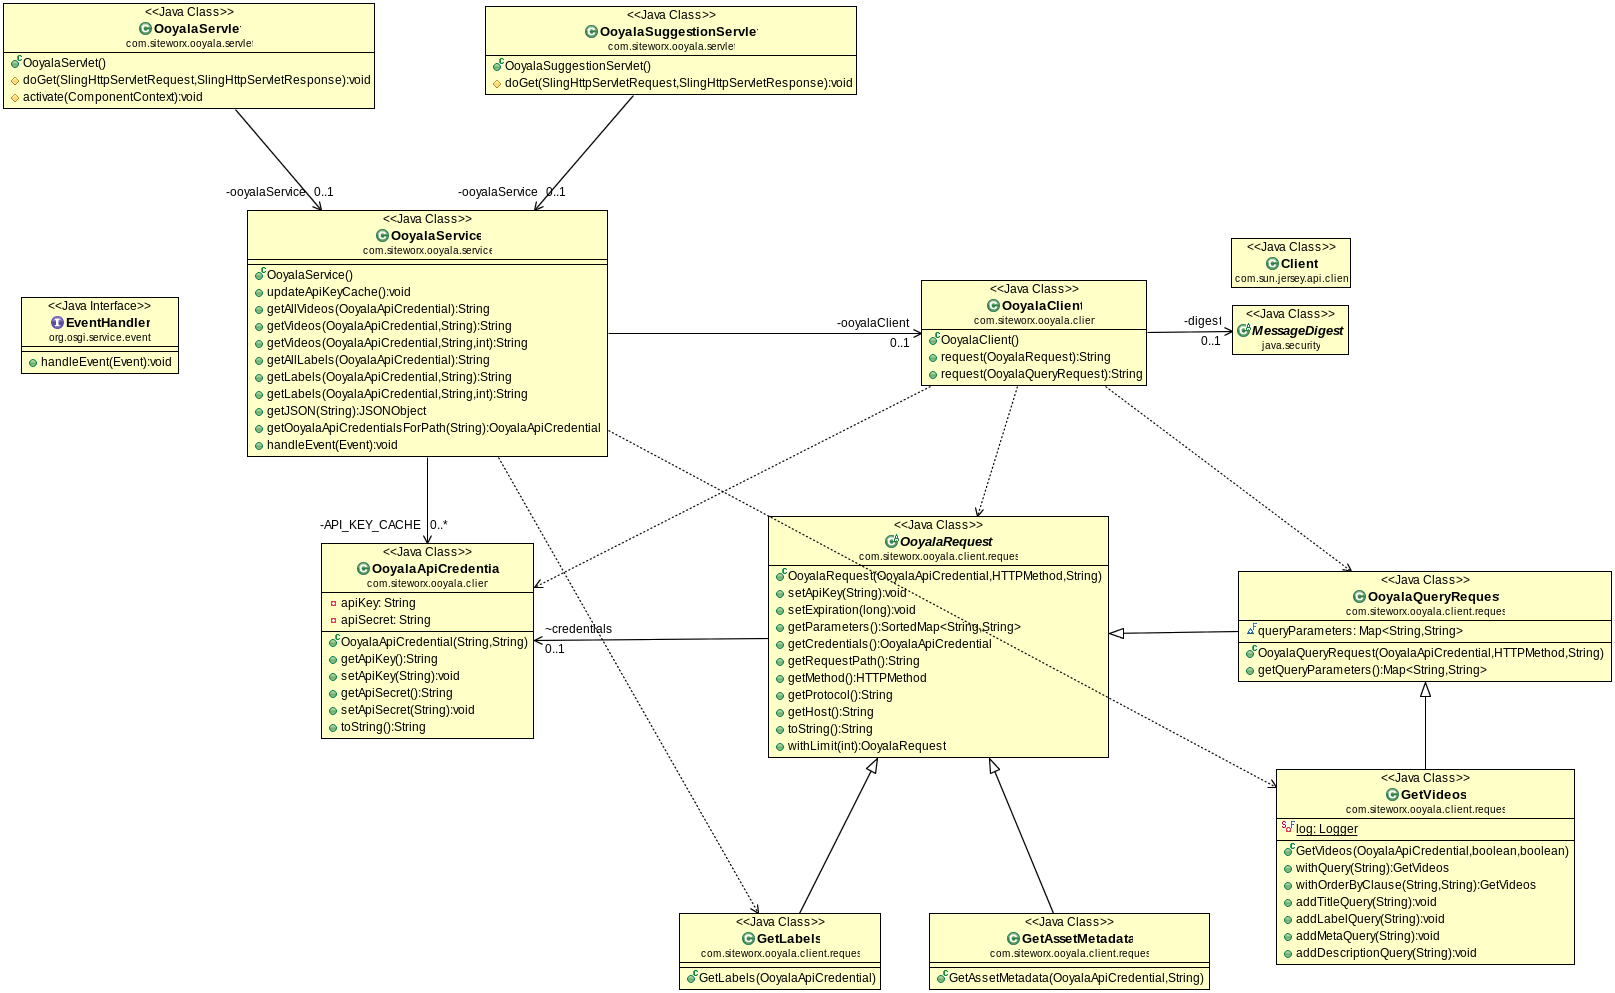 <<Java Class>>
OoyalaServle
com.siteworx.ooyala.servlet
OoyalaServlet()
doGet(SlingHttpServletRequest,SlingHttpServletResponse):void
activate(ComponentContext):void
<<Java Class>>
OoyalaSuggestionServle
com.siteworx.ooyala.servlet
OoyalaSuggestionServlet()
doGet(SlingHttpServletRequest,SlingHttpServletResponse):void
-ooyalaService 0..1
-ooyalaService 0..1
<<Java Class>>
OoyalaService
com.siteworx.ooyala.service
OoyalaService()
updateApiKeyCache():void
getAllVideos(OoyalaApiCredential):String
getVideos(OoyalaApiCredential,String):String
getVideos(OoyalaApiCredential,String,int):String
getAllLabels(OoyalaApiCredential):String
getLabels(OoyalaApiCredential,String):String
getLabels(OoyalaApiCredential,String,int):String
getJSON(String):JSONObject
getOoyalaApiCredentialsForPath(String):OoyalaApiCredential
handleEvent(Event):void
<<Java Interface>>
EventHandler
org.osgi.service.event
handleEvent(Event):void
-ooyalaClient
0..1
<<Java Class>>
OoyalaClient
com.siteworx.ooyala.clien
OoyalaClient()
request(OoyalaRequest):String
request(OoyalaQueryRequest):String
-digest
0..1
<<Java Class>>
Client
com.sun.jersey.api.clien
<<Java Class>>
MessageDigest
java.security
-API_KEY_CACHE 0..*
<<Java Class>>
OoyalaApiCredentia
com.siteworx.ooyala.clien
apiKey: String
apiSecret: String
OoyalaApiCredential(String,String)
getApiKey():String
setApiKey(String):void
getApiSecret():String
setApiSecret(String):void
toString():String
~credentials
0..1
<<Java Class>>
OoyalaRequest
com.siteworx.ooyala.client.reques
OoyalaRequest(OoyalaApiCredential,HTTPMethod,String)
setApiKey(String):void
setExpiration(long):void
getParameters():SortedMap<String,String>
getCredentials():OoyalaApiCredential
getRequestPath():String
getMethod():HTTPMethod
getProtocol():String
getHost():String
toString():String
withLimit(int):OoyalaRequest
<<Java Class>>
OoyalaQueryReques
com.siteworx.ooyala.client.reques
queryParameters: Map<String,String>
OoyalaQueryRequest(OoyalaApiCredential,HTTPMethod,String)
getQueryParameters():Map<String,String>
<<Java Class>>
GetVideos
com.siteworx.ooyala.client.reques
log: Logger
GetVideos(OoyalaApiCredential,boolean,boolean)
withQuery(String):GetVideos
withOrderByClause(String,String):GetVideos
addTitleQuery(String):void
addLabelQuery(String):void
addMetaQuery(String):void
addDescriptionQuery(String):void
<<Java Class>>
GetLabels
com.siteworx.ooyala.client.reques
GetLabels(OoyalaApiCredential)
<<Java Class>>
GetAssetMetadata
com.siteworx.ooyala.client.reques
GetAssetMetadata(OoyalaApiCredential,String)